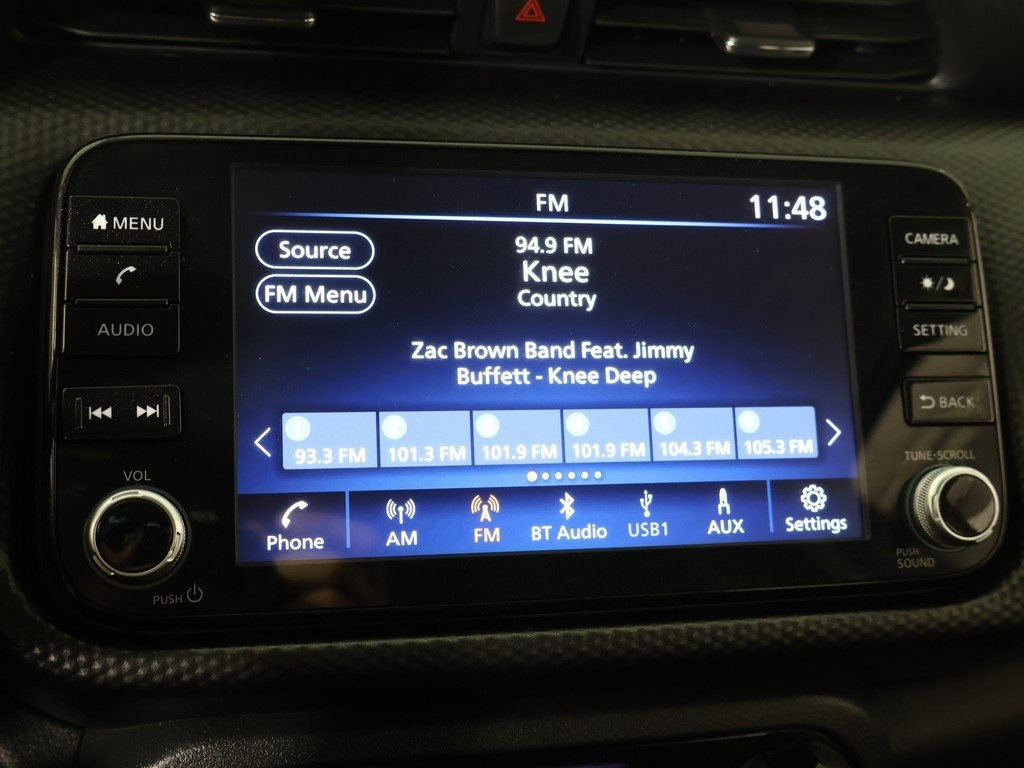 MENU
AUDIO
VOL
PUSH
FM
11:48
Source
FM Menu
94.9 FM
Knee
Country
Zac Brown Band Feat. Jimmy
Buffett - Knee Deep
93.3 FM
101.3 FM
101.9 FM
101.9 FM
104.3 FM
105.3 FM
Phone
AM
FM
BT Audio
USB1
AUX
Settings
CAMERA
SETTING
BACK
TUNE-SCROLL
PUSH
SOUND